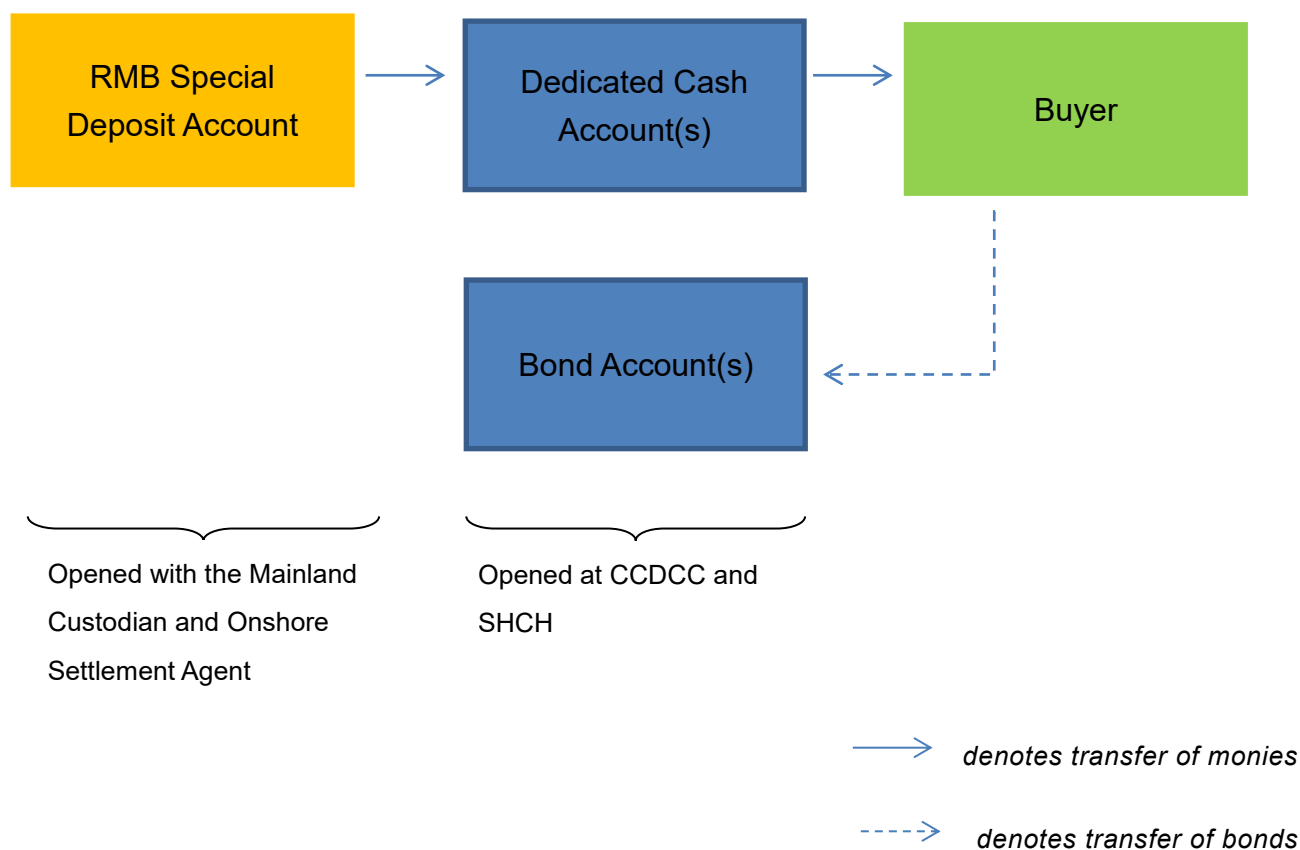 RMB Special
Deposit Account
Dedicated Cash
Account(s)
Buyer
Bond Account(s)
Opened with the Mainland
Custodian and Onshore
Settlement Agent
Opened at CCDCC and
SHCH
denotes transfer of monies
denotes transfer of bonds